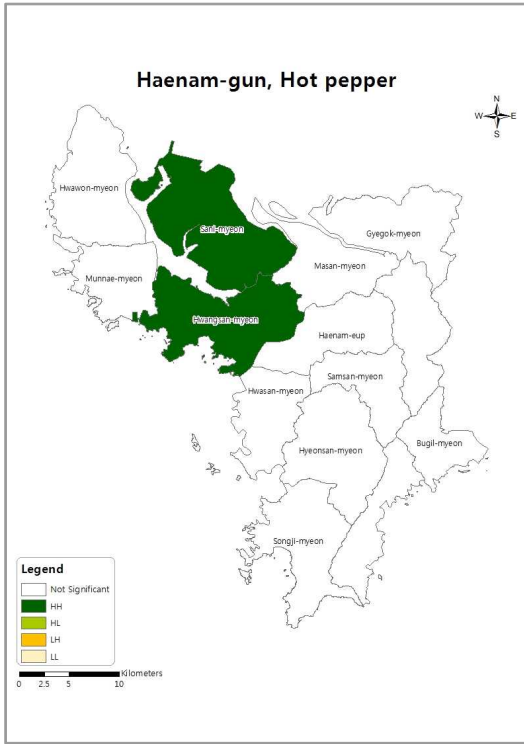 Haenam-gun, Hot pepper
N
W E
S
Hwawon-myeon
Sani-myeon
Gyegok-myeon
Munnae-myeon
Masan-myeon
Hwangsan-myeon
Haenam-eup
Samsan-myeon
Hwasan-myeon
Bugil-myeon
Hyeonsan-myeon
Songji-myeon
Legend
Not Significant
HH
HL
LH
LL
Kilometers
0 2.5 5 10